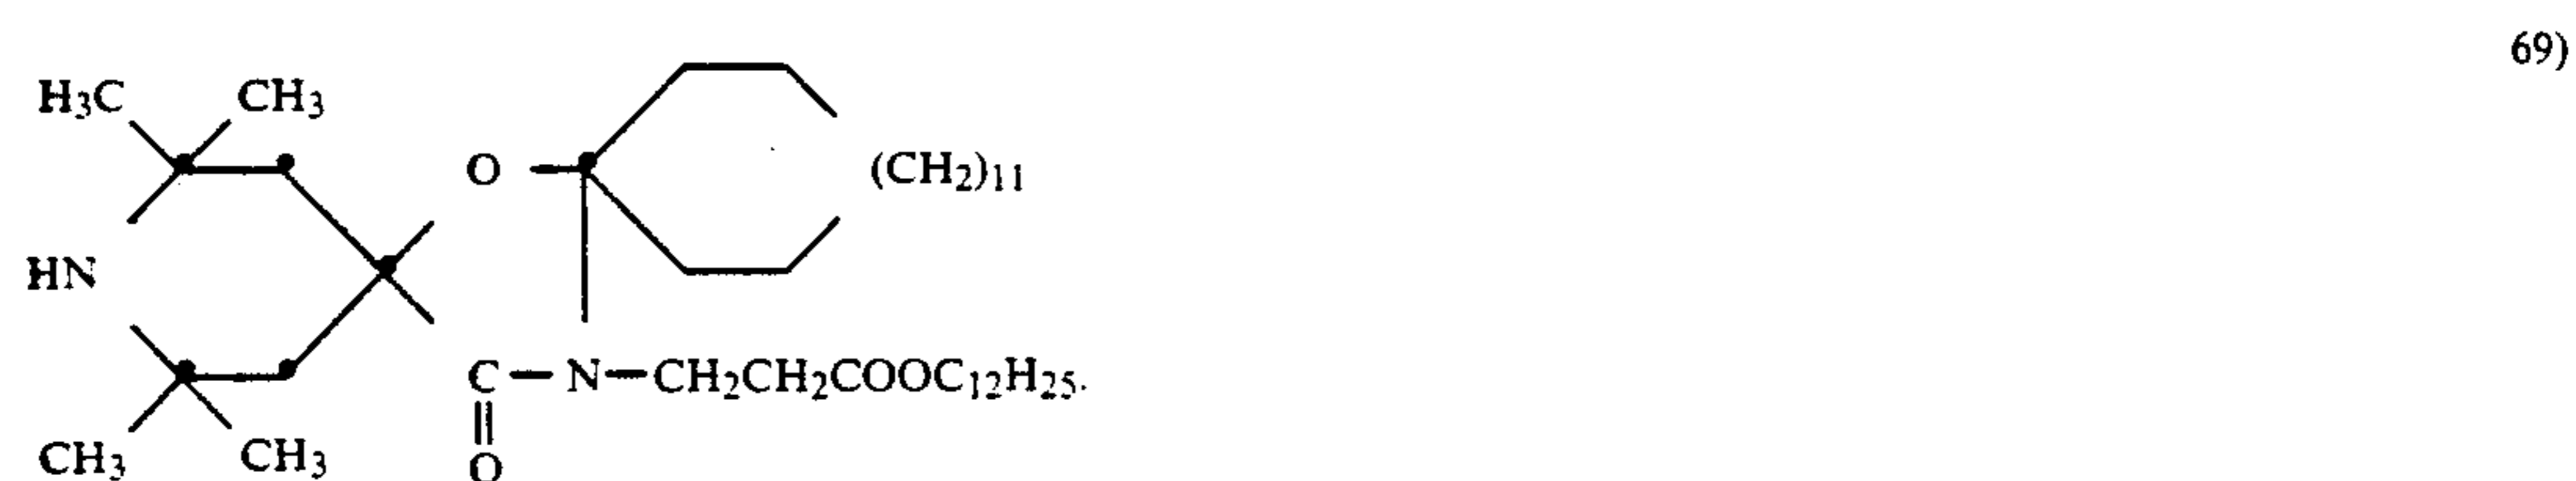 69)
H₃C CH₃
O (CH₂)₁₁
HN
C N CH₂CH₂COOC₁₂H₂₅.
CH₃ CH₃
O